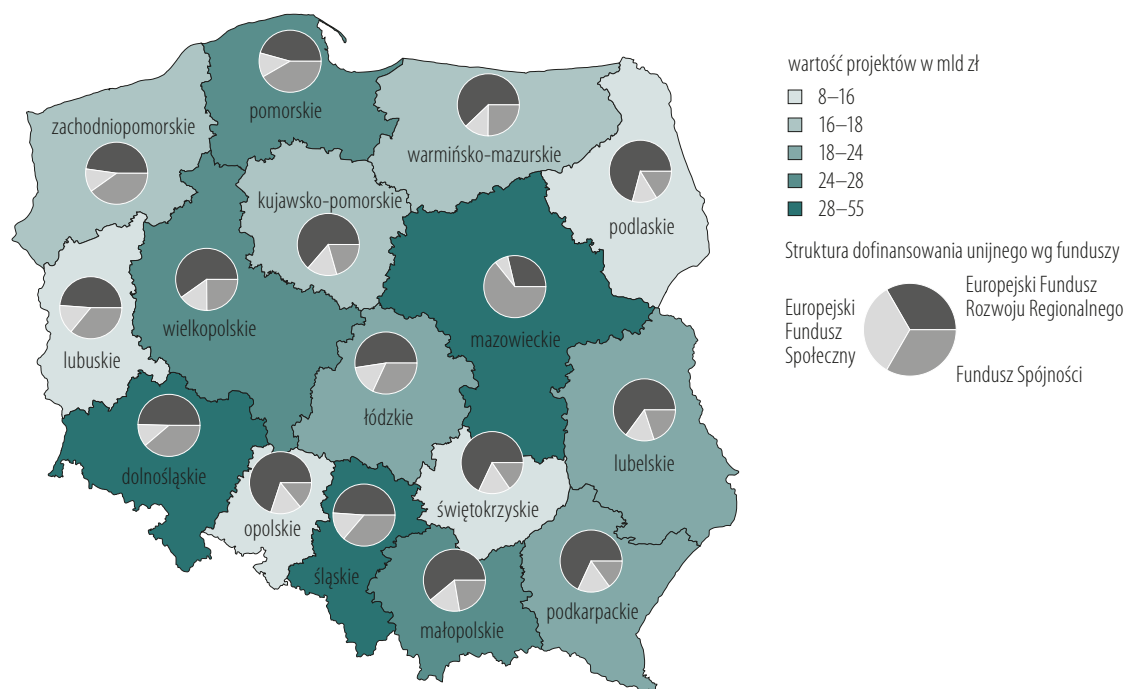 pomorskie
zachodniopomorskie
warmińsko-mazurskie
kujawsko-pomorskie
podlaskie
wielkopolskie
mazowieckie
lubuskie
łódzkie
dolnośląskie
lubelskie
świętokrzyskie
opolskie
śląskie
podkarpackie
małopolskie
wartość projektów w mld zł
8–16
16–18
18–24
24–28
28–55
Struktura dofinansowania unijnego wg funduszy
Europejski Fundusz
Rozwoju Regionalnego
Europejski
Fundusz
Społeczny
Fundusz Spójności